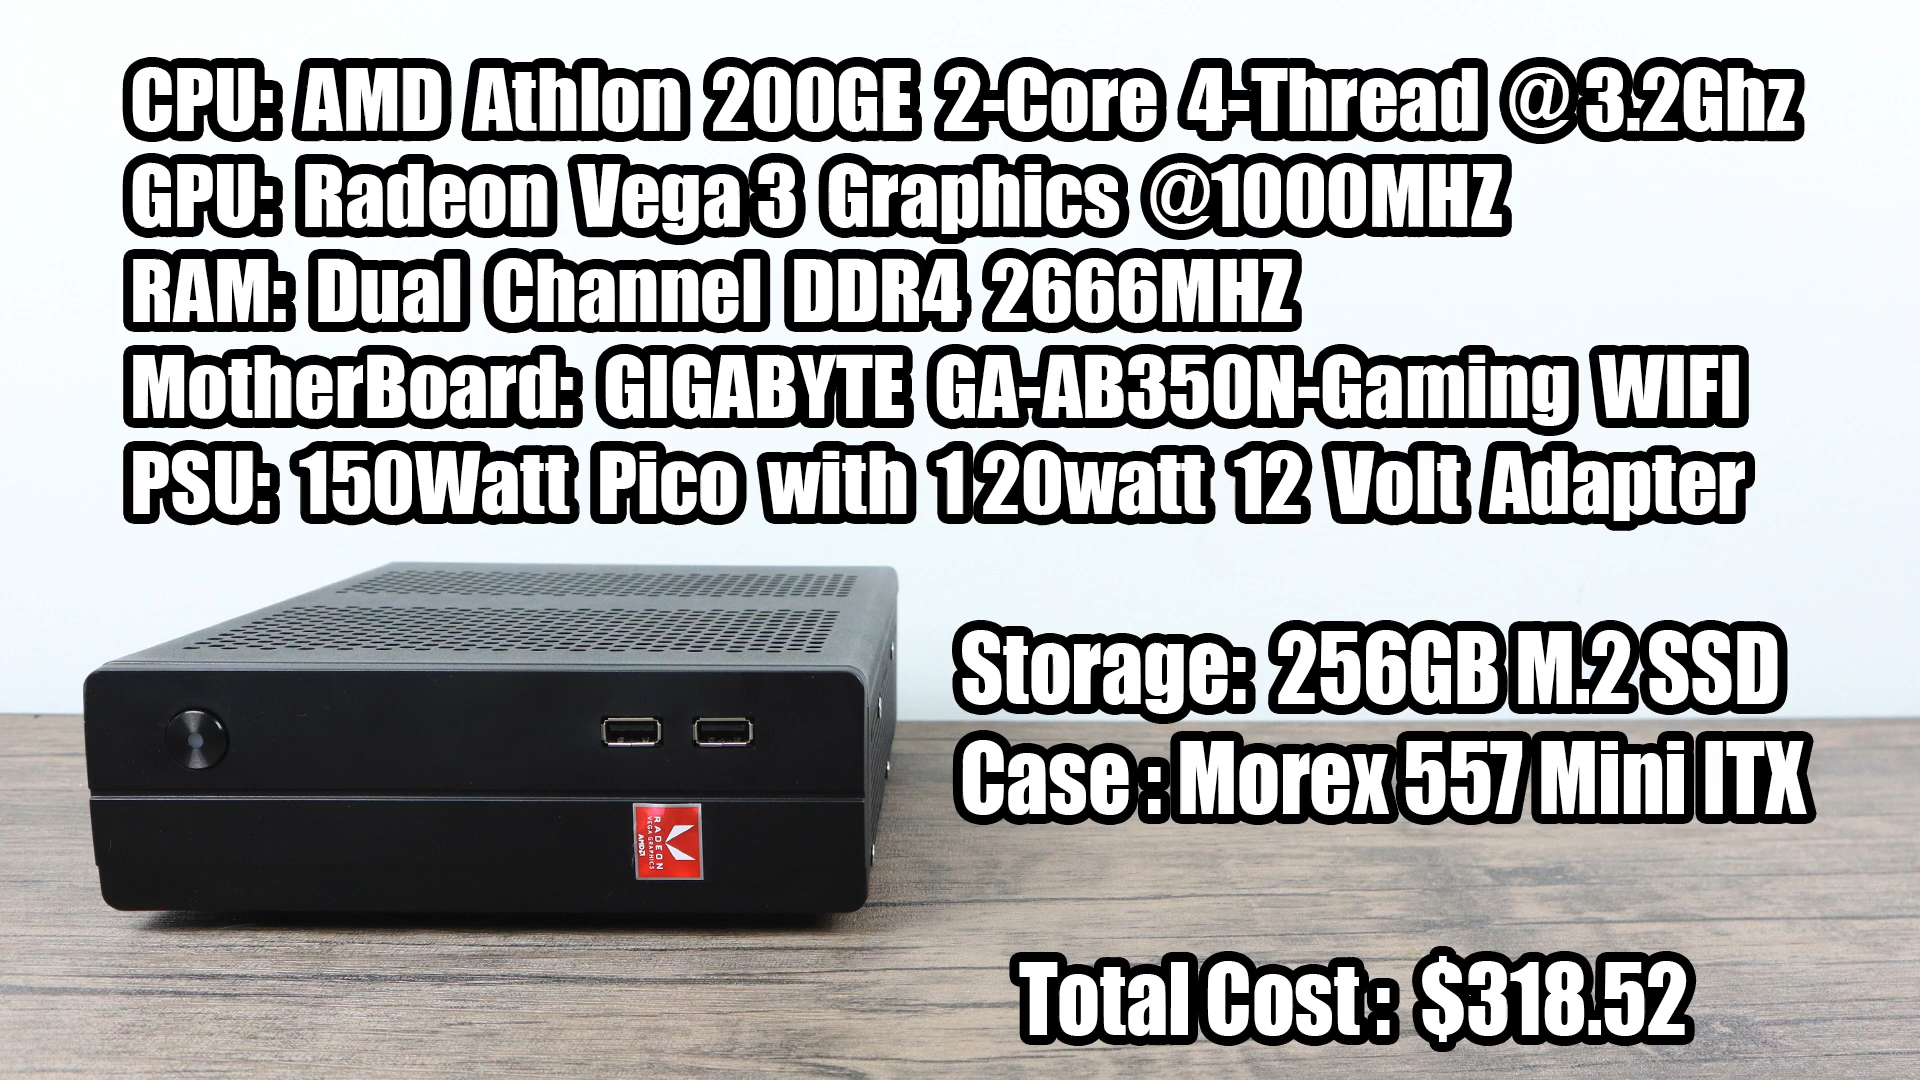 CPU: AMD Athlon 200GE 2-Core 4-Thread @3.2Ghz
GPU: Radeon Vega 3 Graphics @1000MHZ
RAM: Dual Channel DDR4 2666MHZ
MotherBoard: GIGABYTE GA-AB350N-Gaming WIFI
PSU: 150Watt Pico with 120watt 12 Volt Adapter
Storage: 256GB M.2 SSD
Case: Morex 557 Mini ITX
RADEON
VEGA GRAPHICS
AMD
Total Cost: $318.52